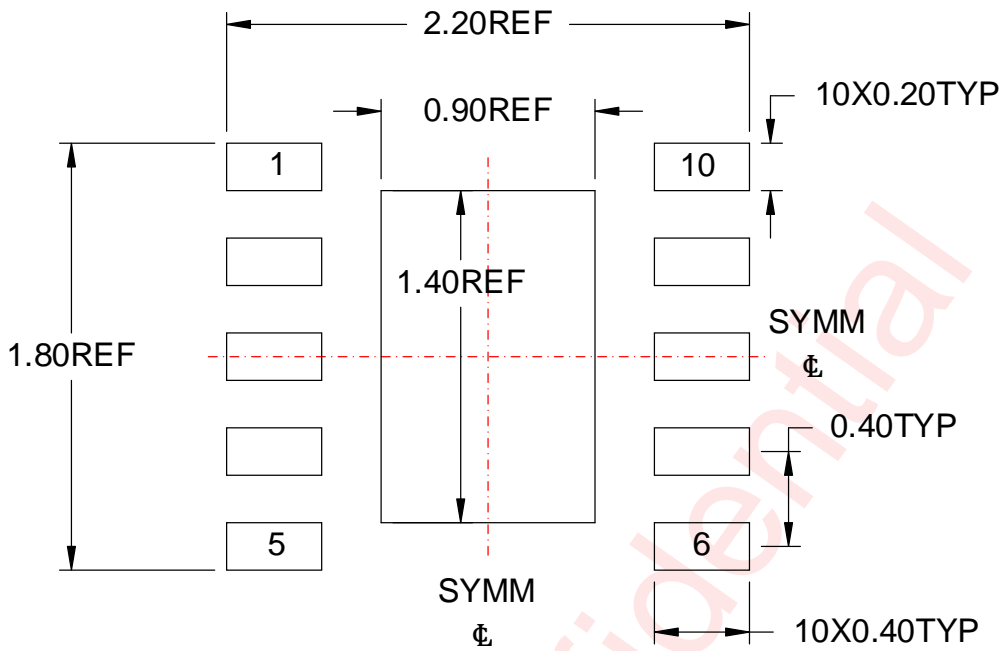 2.20REF
10X0.20TYP
0.90REF
1
10
1.40REF
SYMM
℄
1.80REF
0.40TYP
5
6
SYMM
℄
10X0.40TYP
fidential